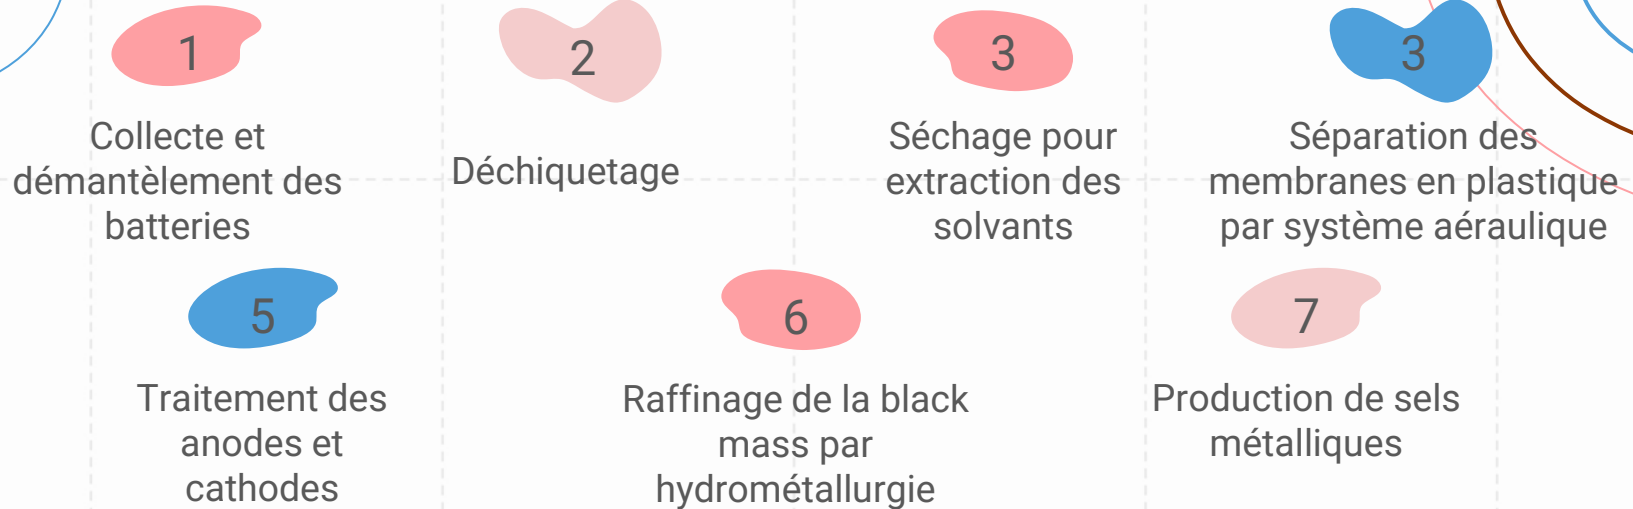 1
Collecte et
démantèlement des
batteries
2
Déchiquetage
3
Séchage pour
extraction des
solvants
3
Séparation des
membranes en plastique
par système aéraulique
5
Traitement des
anodes et
cathodes
6
Raffinage de la black
mass par
hydrométallurgie
7
Production de sels
métalliques